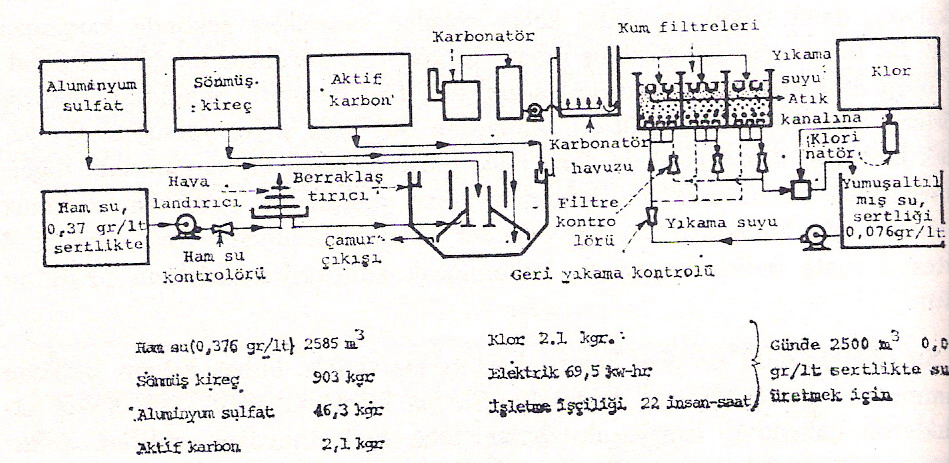 Karbonatör
Kum filtreleri
Aluminyum
sulfat
Sönmüş
kireç
Aktif
karbon
Yıkama
suyu
Atık
kanalına
Klor
Karbonatör
havuzu
Klori
natör
Hava
landırıcı
Berraklaş
tırıcı
Ham su,
0,37 gr/lt
sertlikte
Ham su
kontrolörü
Çamur
çıkışı
Filtre
kontro
lörü
Yıkama suyu
Geri yıkama kontrolü
Yumuşaltıl
mış su,
sertliği
0,076gr/lt
Ham su(0,376 gr/lt) 2585 m³
Sönmüş kireç 903 kgr
Aluminyum sulfat 46,3 kgr
Aktif karbon 2,1 kgr
Klor 2.1 kgr.
Elektrik 69,5 kw-hr
İşletme işçiliği 22 insan-saat
Günde 2500 m³ 0,0
gr/lt sertlikte su
üretmek için